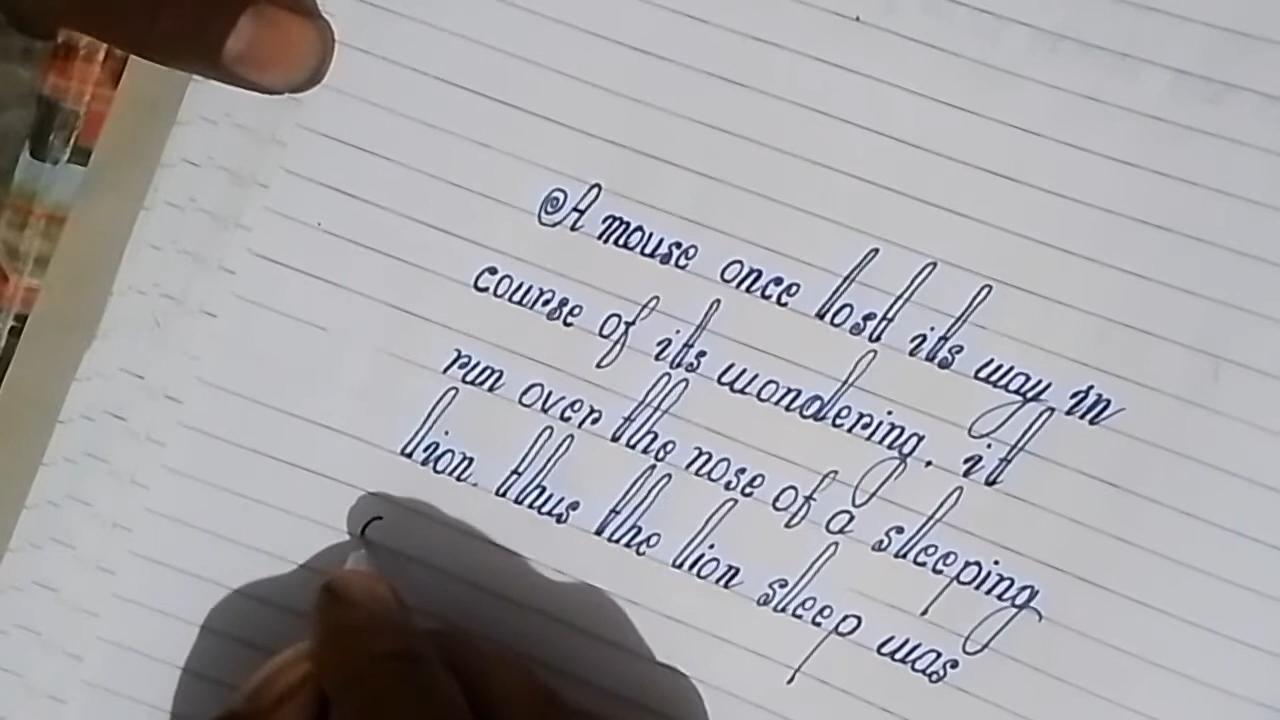 A mouse once lost its way in
course of its wondering. it
run over the nose of a sleeping
lion. thus the lion sleep was